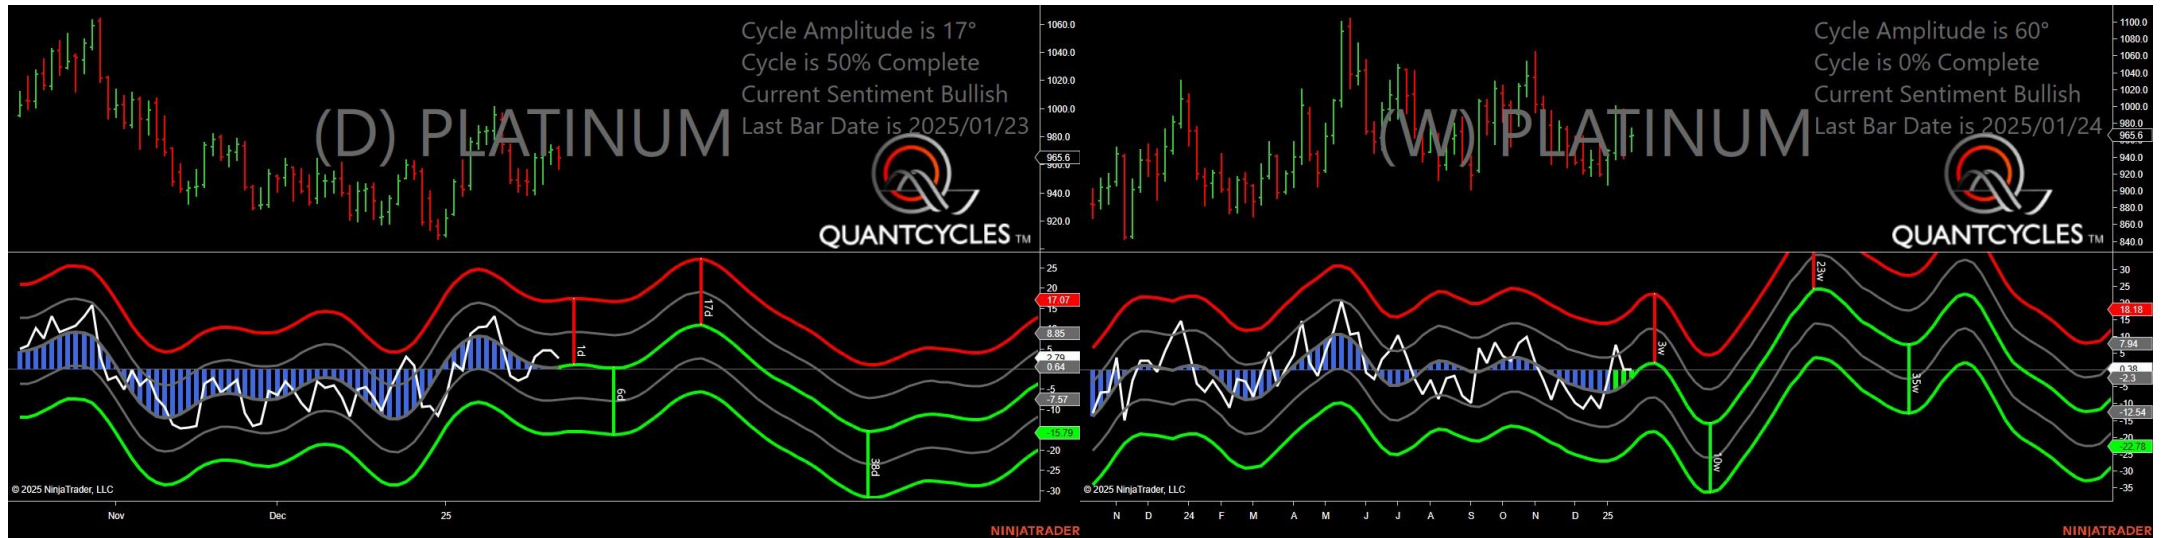 Cycle Amplitude is 17°
Cycle is 50% Complete
Current Sentiment Bullish
Last Bar Date is 2025/01/23
(D) PLATINUM
QUANTCYCLES TM
1060.0
1040.0
1020.0
1000.0
980.0
965.6
940.0
920.0
25
20
17.07
15
8.85
5
2.79
0.64
-5
-7.57
-10
-15.79
-20
-25
-30
1d
6d
17d
38d
© 2025 NinjaTrader, LLC
Nov Dec 25
NINJATRADER
Cycle Amplitude is 60°
Cycle is 0% Complete
Current Sentiment Bullish
Last Bar Date is 2025/01/24
(W) PLATINUM
QUANTCYCLES TM
1100.0
1080.0
1060.0
1040.0
1020.0
1000.0
980.0
965.6
940.0
920.0
900.0
880.0
860.0
840.0
30
25
18.18
15
10
7.94
5
0.38
-2.3
-5
-10
-12.54
-15
-22.78
-25
-30
-35
3w
10w
23w
35w
© 2025 NinjaTrader, LLC
N D 24 F M A M J J A S O N D 25
NINJATRADER